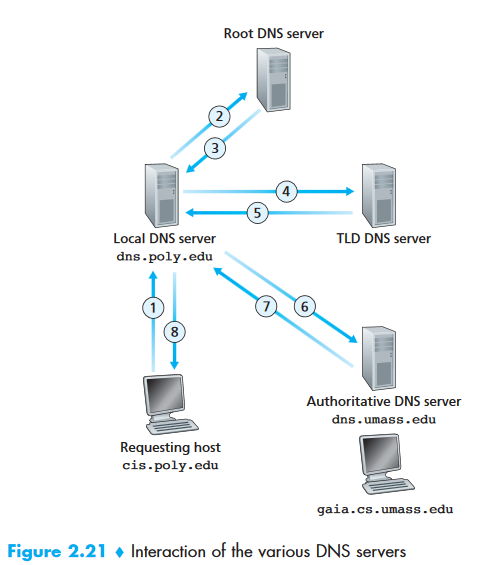 Root DNS server
2
3
4
5
Local DNS server
dns.poly.edu
TLD DNS server
1
8
7
6
Authoritative DNS server
dns.umass.edu
Requesting host
cis.poly.edu
gaia.cs.umass.edu
Figure 2.21 ♦ Interaction of the various DNS servers